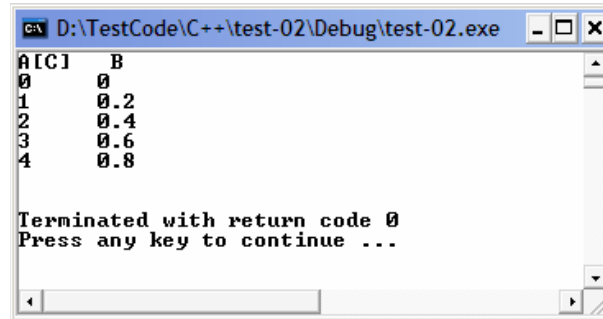 D:\TestCode\C++\test-02\Debug\test-02.exe
A[C] B
0 0
1 0.2
2 0.4
3 0.6
4 0.8
Terminated with return code 0
Press any key to continue ...